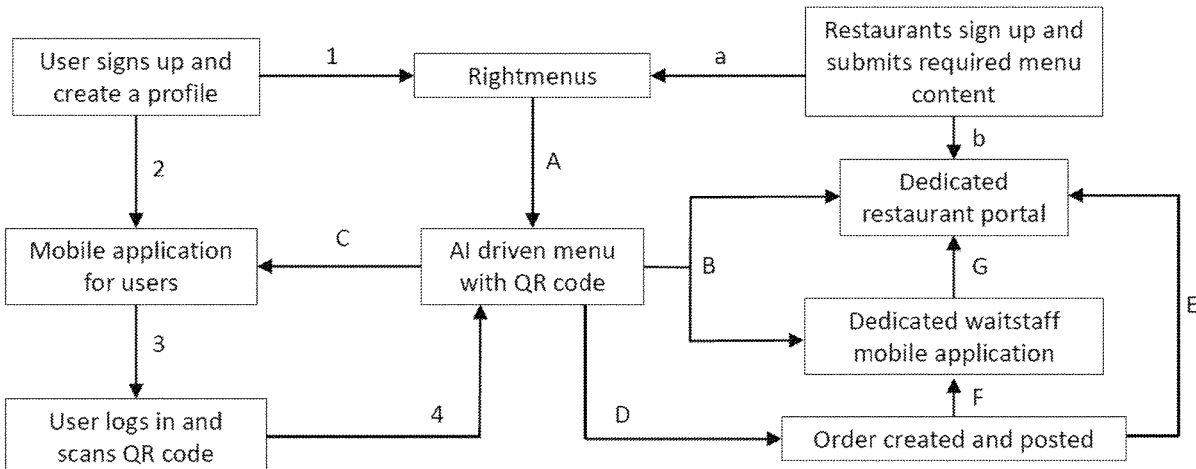 User signs up and
create a profile
1
Rightmenus
a
Restaurants sign up and
submits required menu
content
2
A
b
Dedicated
restaurant portal
Mobile application
for users
C
AI driven menu
with QR code
B
G
E
Dedicated waitstaff
mobile application
3
F
User logs in and
scans QR code
4
D
Order created and posted